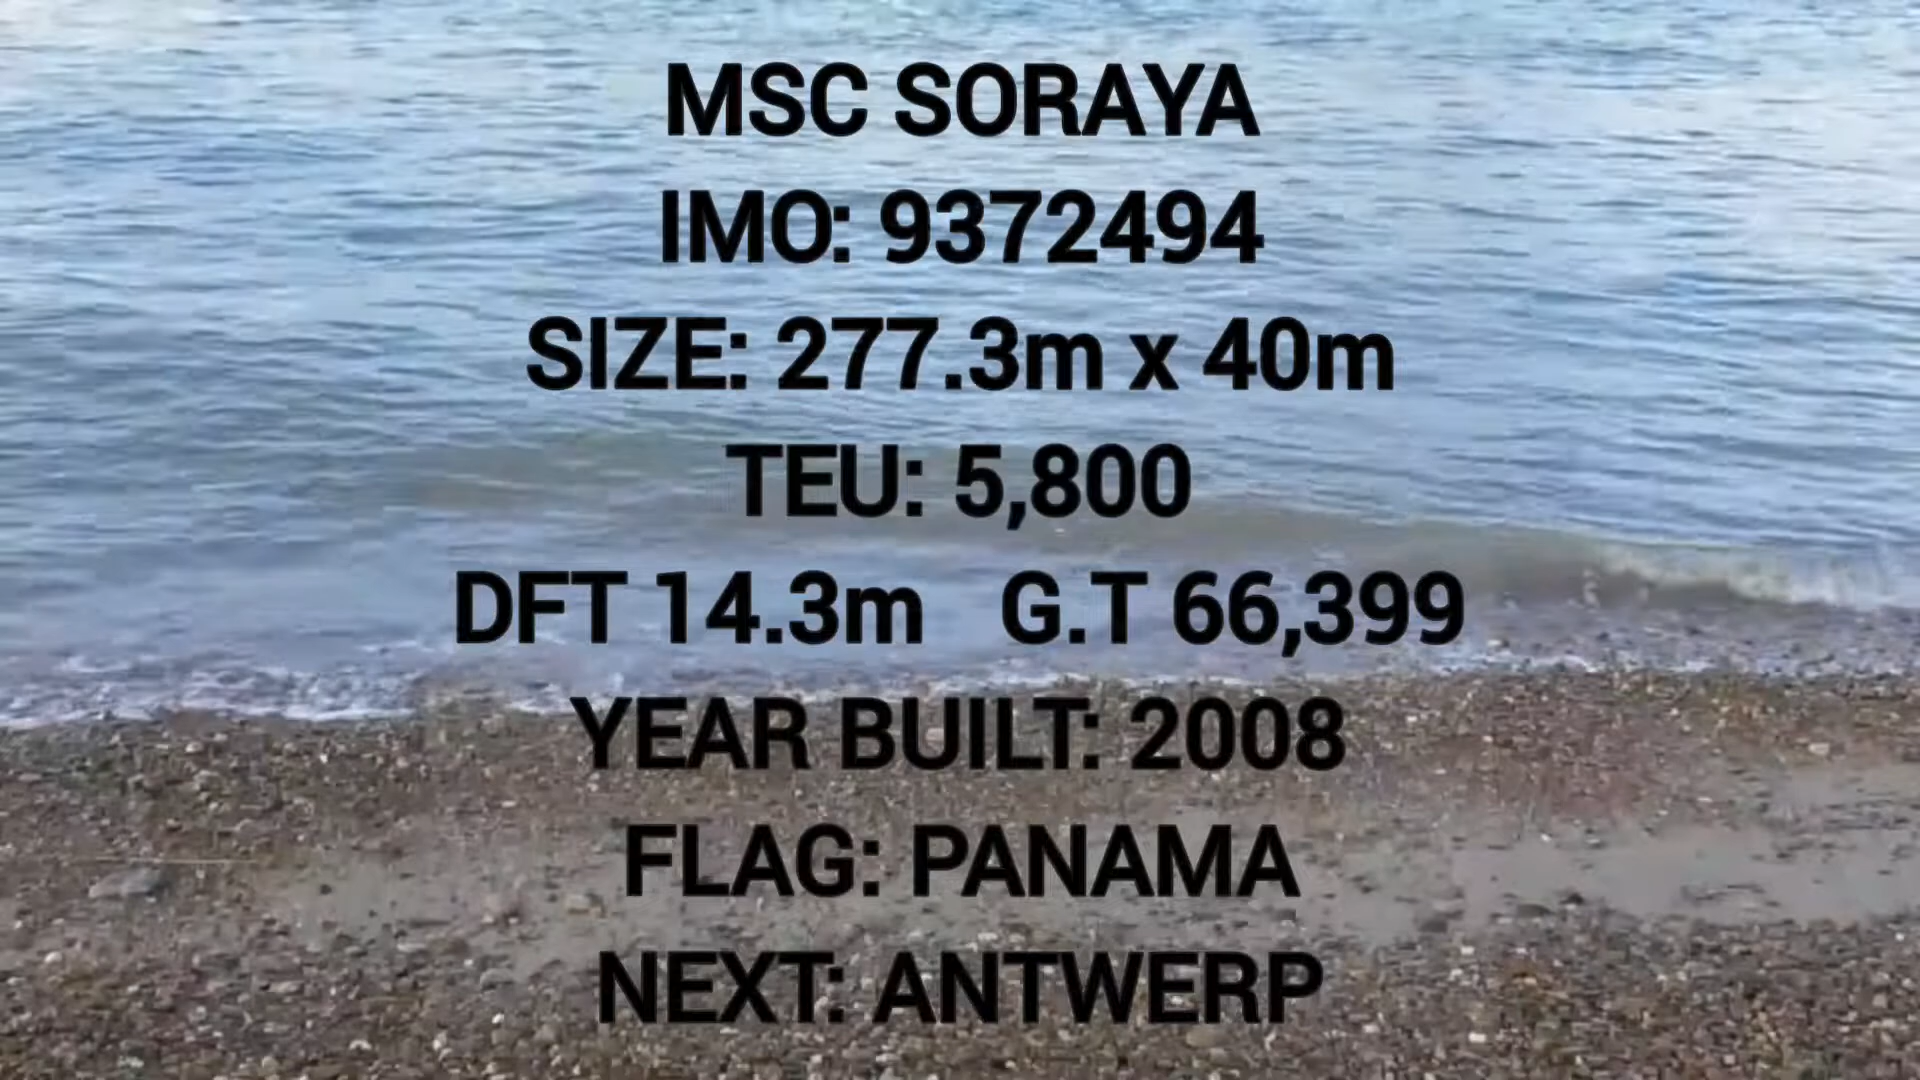 MSC SORAYA
IMO: 9372494
SIZE: 277.3m x 40m
TEU: 5,800
DFT 14.3m G.T 66,399
YEAR BUILT: 2008
FLAG: PANAMA
NEXT: ANTWERP